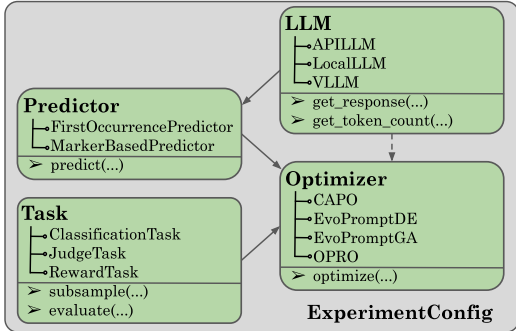 LLM
APILLM
LocalLLM
VLLM
➢ get_response(...)
➢ get_token_count(...)
Predictor
FirstOccurrencePredictor
MarkerBasedPredictor
➢ predict(...)
Optimizer
CAPO
EvoPromptDE
EvoPromptGA
OPRO
➢ optimize(...)
Task
ClassificationTask
JudgeTask
RewardTask
➢ subsample(...)
➢ evaluate(...)
ExperimentConfig